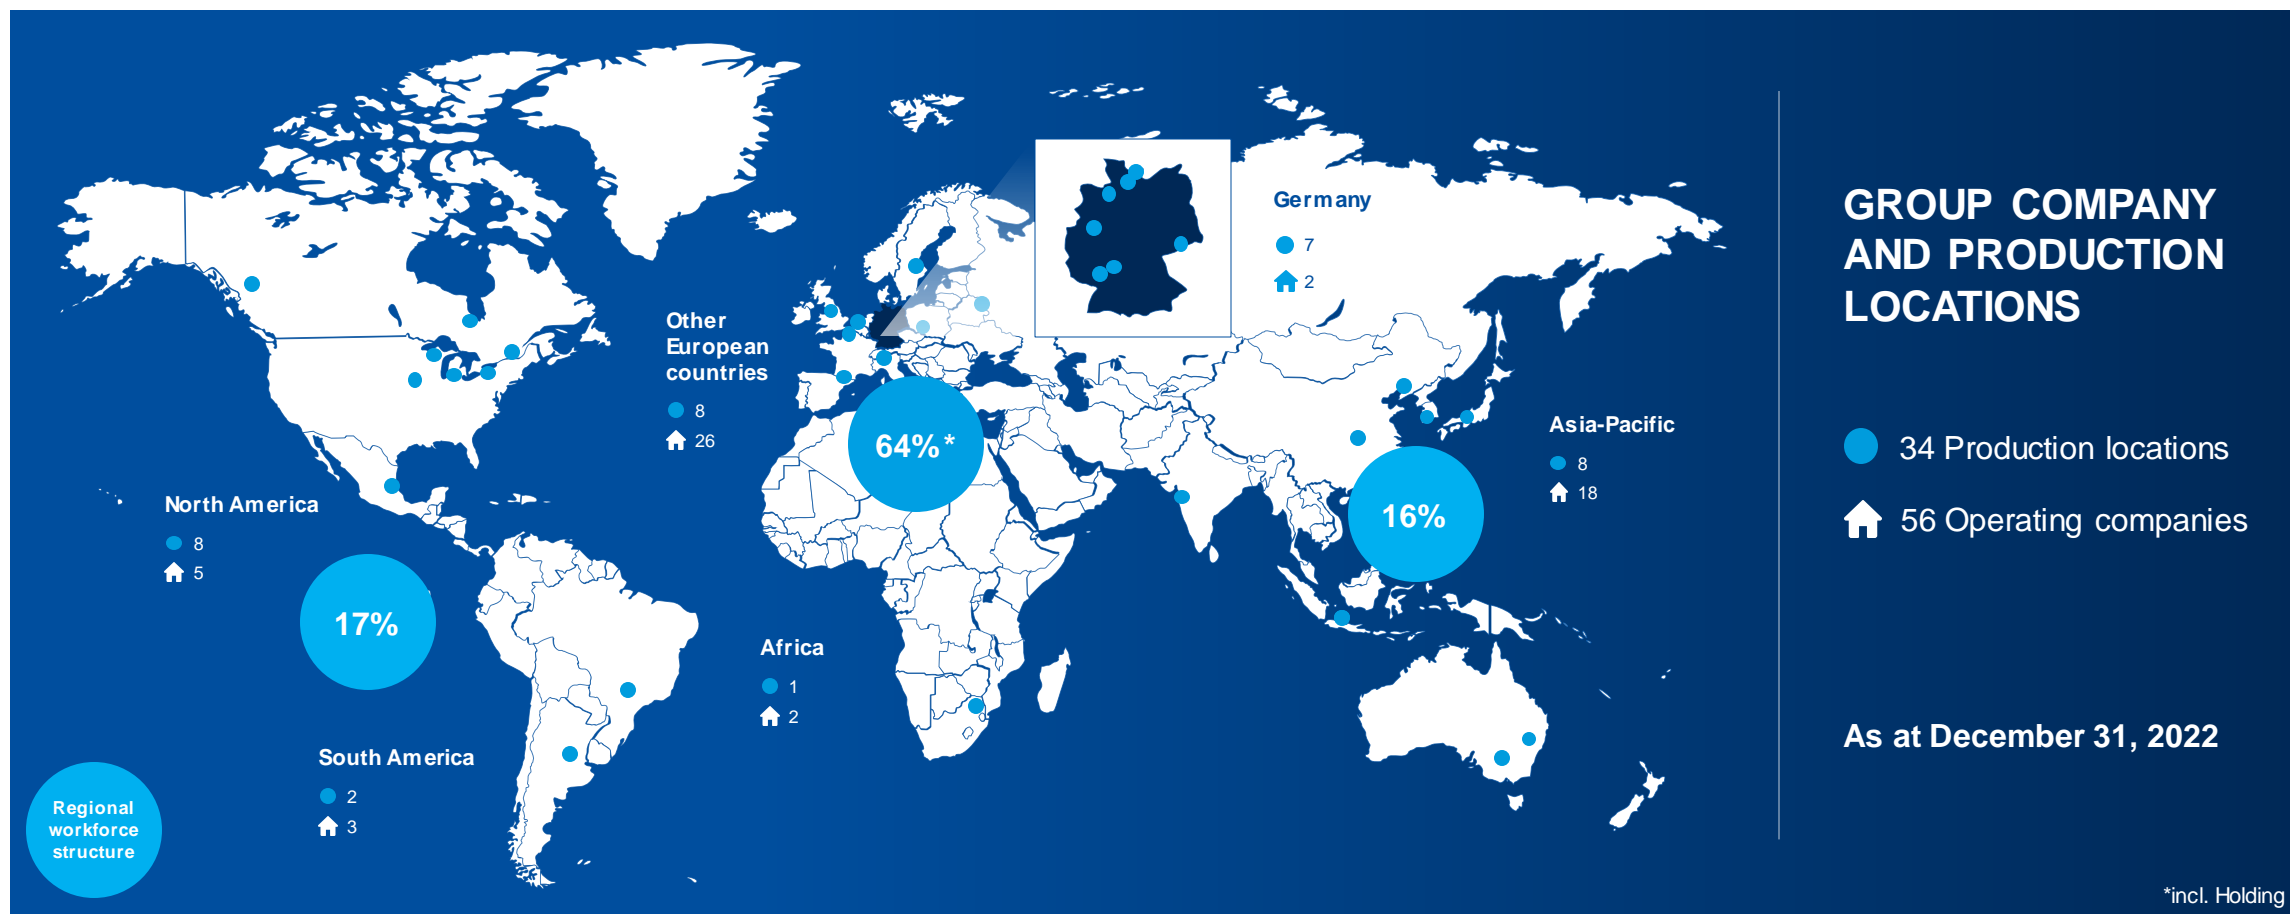 GROUP COMPANY
AND PRODUCTION
LOCATIONS
34 Production locations
56 Operating companies
As at December 31, 2022
*incl. Holding
Germany
7
2
Other
European
countries
8
26
64%*
Asia-Pacific
8
18
16%
North America
8
5
17%
Africa
1
2
South America
2
3
Regional
workforce
structure